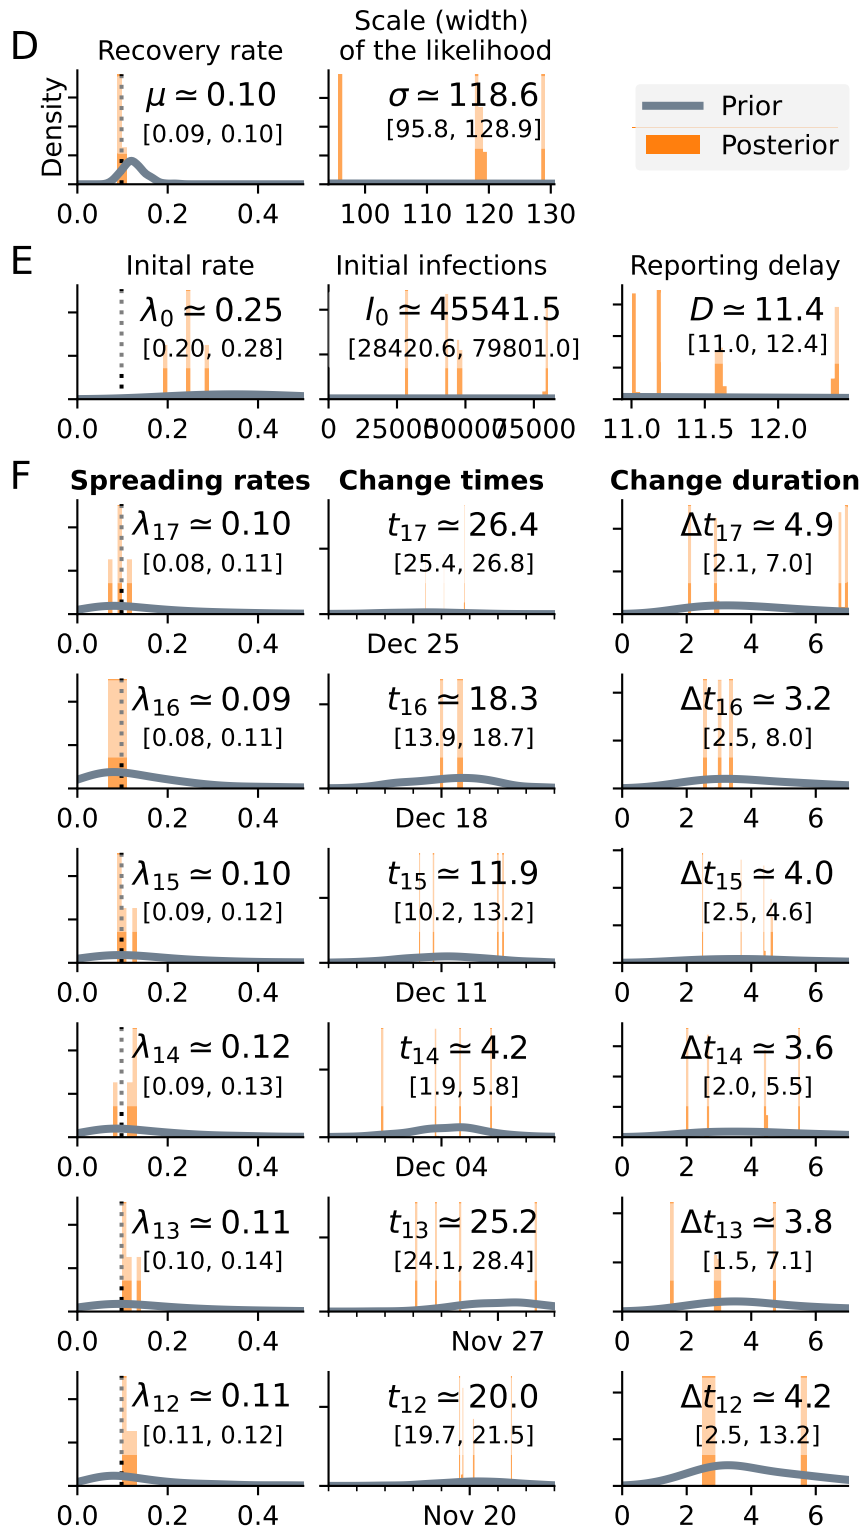 D
Recovery rate
Density
μ ≃ 0.10
[0.09, 0.10]
0.0 0.2 0.4
Scale (width)
of the likelihood
σ ≃ 118.6
[95.8, 128.9]
100 110 120 130
Prior
Posterior
E
Inital rate
λ0 ≃ 0.25
[0.20, 0.28]
0.0 0.2 0.4
Initial infections
I0 ≃ 45541.5
[28420.6, 79801.0]
0 25000 50000 75000
Reporting delay
D ≃ 11.4
[11.0, 12.4]
11.0 11.5 12.0
F
Spreading rates Change times Change duration
λ17 ≃ 0.10
[0.08, 0.11]
0.0 0.2 0.4
t17 ≃ 26.4
[25.4, 26.8]
Dec 25
Δt17 ≃ 4.9
[2.1, 7.0]
0 2 4 6
λ16 ≃ 0.09
[0.08, 0.11]
0.0 0.2 0.4
t16 ≃ 18.3
[13.9, 18.7]
Dec 18
Δt16 ≃ 3.2
[2.5, 8.0]
0 2 4 6
λ15 ≃ 0.10
[0.09, 0.12]
0.0 0.2 0.4
t15 ≃ 11.9
[10.2, 13.2]
Dec 11
Δt15 ≃ 4.0
[2.5, 4.6]
0 2 4 6
λ14 ≃ 0.12
[0.09, 0.13]
0.0 0.2 0.4
t14 ≃ 4.2
[1.9, 5.8]
Dec 04
Δt14 ≃ 3.6
[2.0, 5.5]
0 2 4 6
λ13 ≃ 0.11
[0.10, 0.14]
0.0 0.2 0.4
t13 ≃ 25.2
[24.1, 28.4]
Nov 27
Δt13 ≃ 3.8
[1.5, 7.1]
0 2 4 6
λ12 ≃ 0.11
[0.11, 0.12]
0.0 0.2 0.4
t12 ≃ 20.0
[19.7, 21.5]
Nov 20
Δt12 ≃ 4.2
[2.5, 13.2]
0 2 4 6